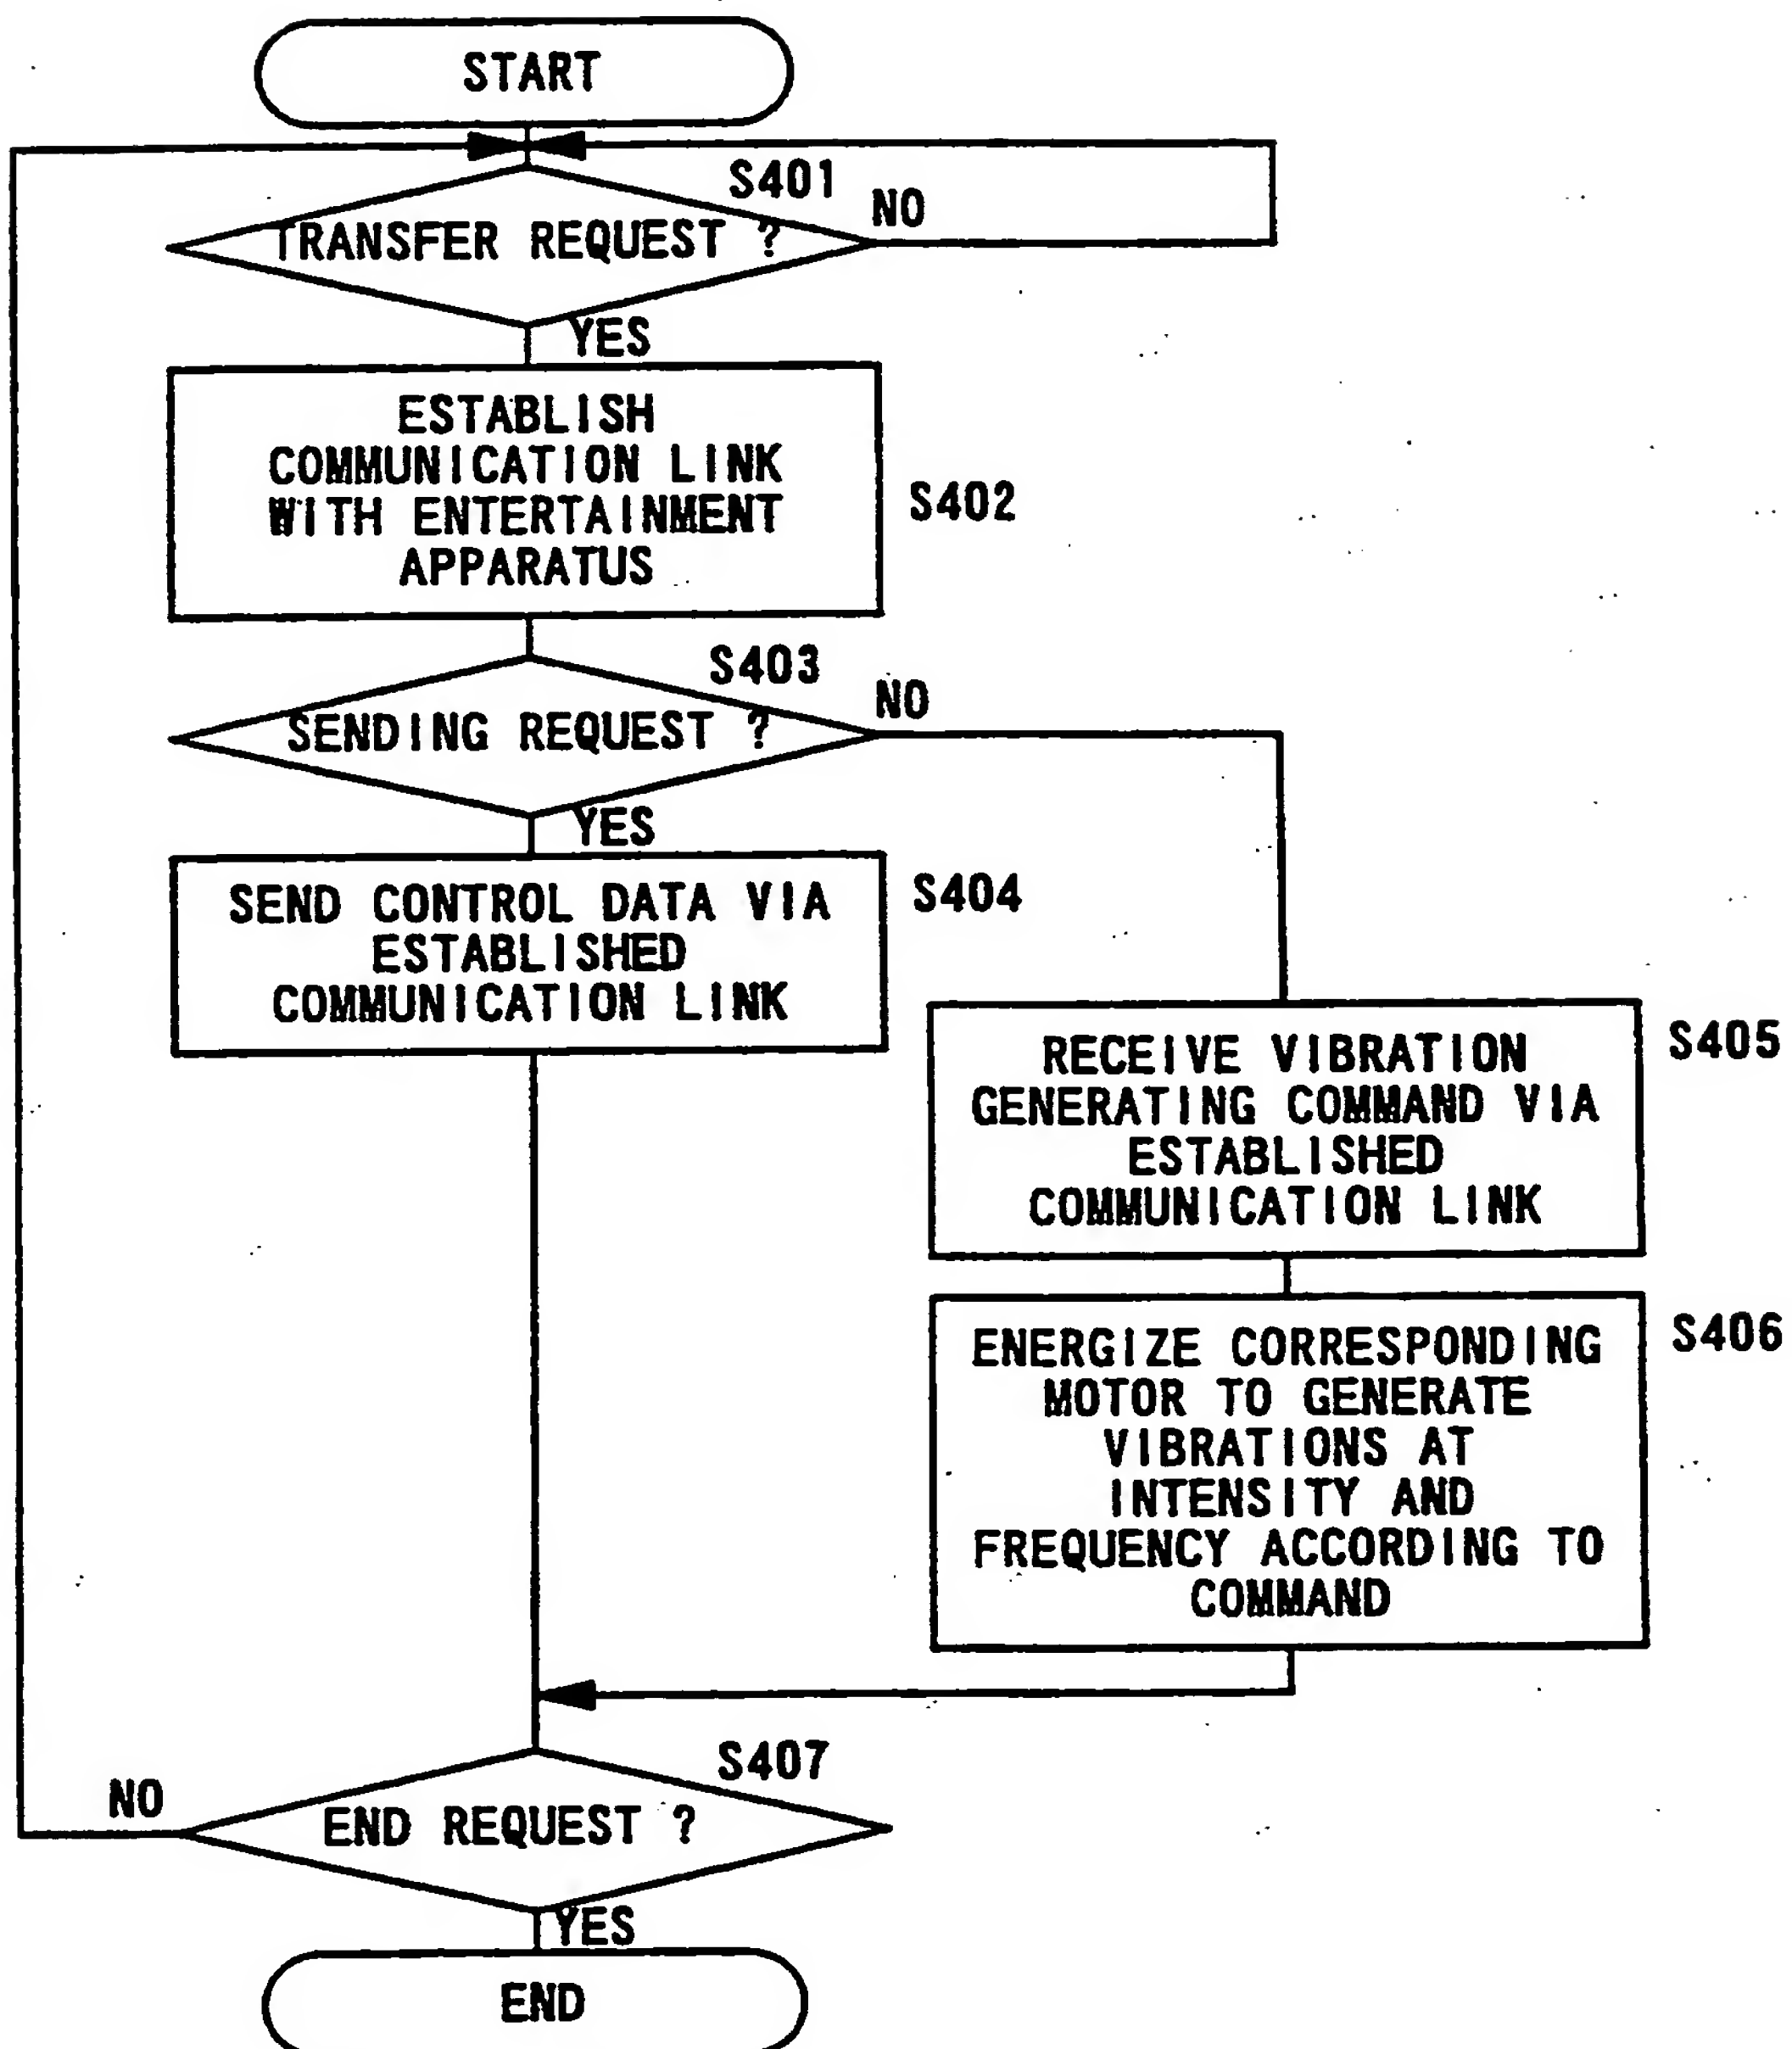 START
S401
TRANSFER REQUEST ?
NO
YES
ESTABLISH
COMMUNICATION LINK
WITH ENTERTAINMENT
APPARATUS
S402
S403
SENDING REQUEST ?
NO
YES
SEND CONTROL DATA VIA
ESTABLISHED
COMMUNICATION LINK
S404
RECEIVE VIBRATION
GENERATING COMMAND VIA
ESTABLISHED
COMMUNICATION LINK
S405
ENERGIZE CORRESPONDING
MOTOR TO GENERATE
VIBRATIONS AT
INTENSITY AND
FREQUENCY ACCORDING TO
COMMAND
S406
S407
END REQUEST ?
NO
YES
END